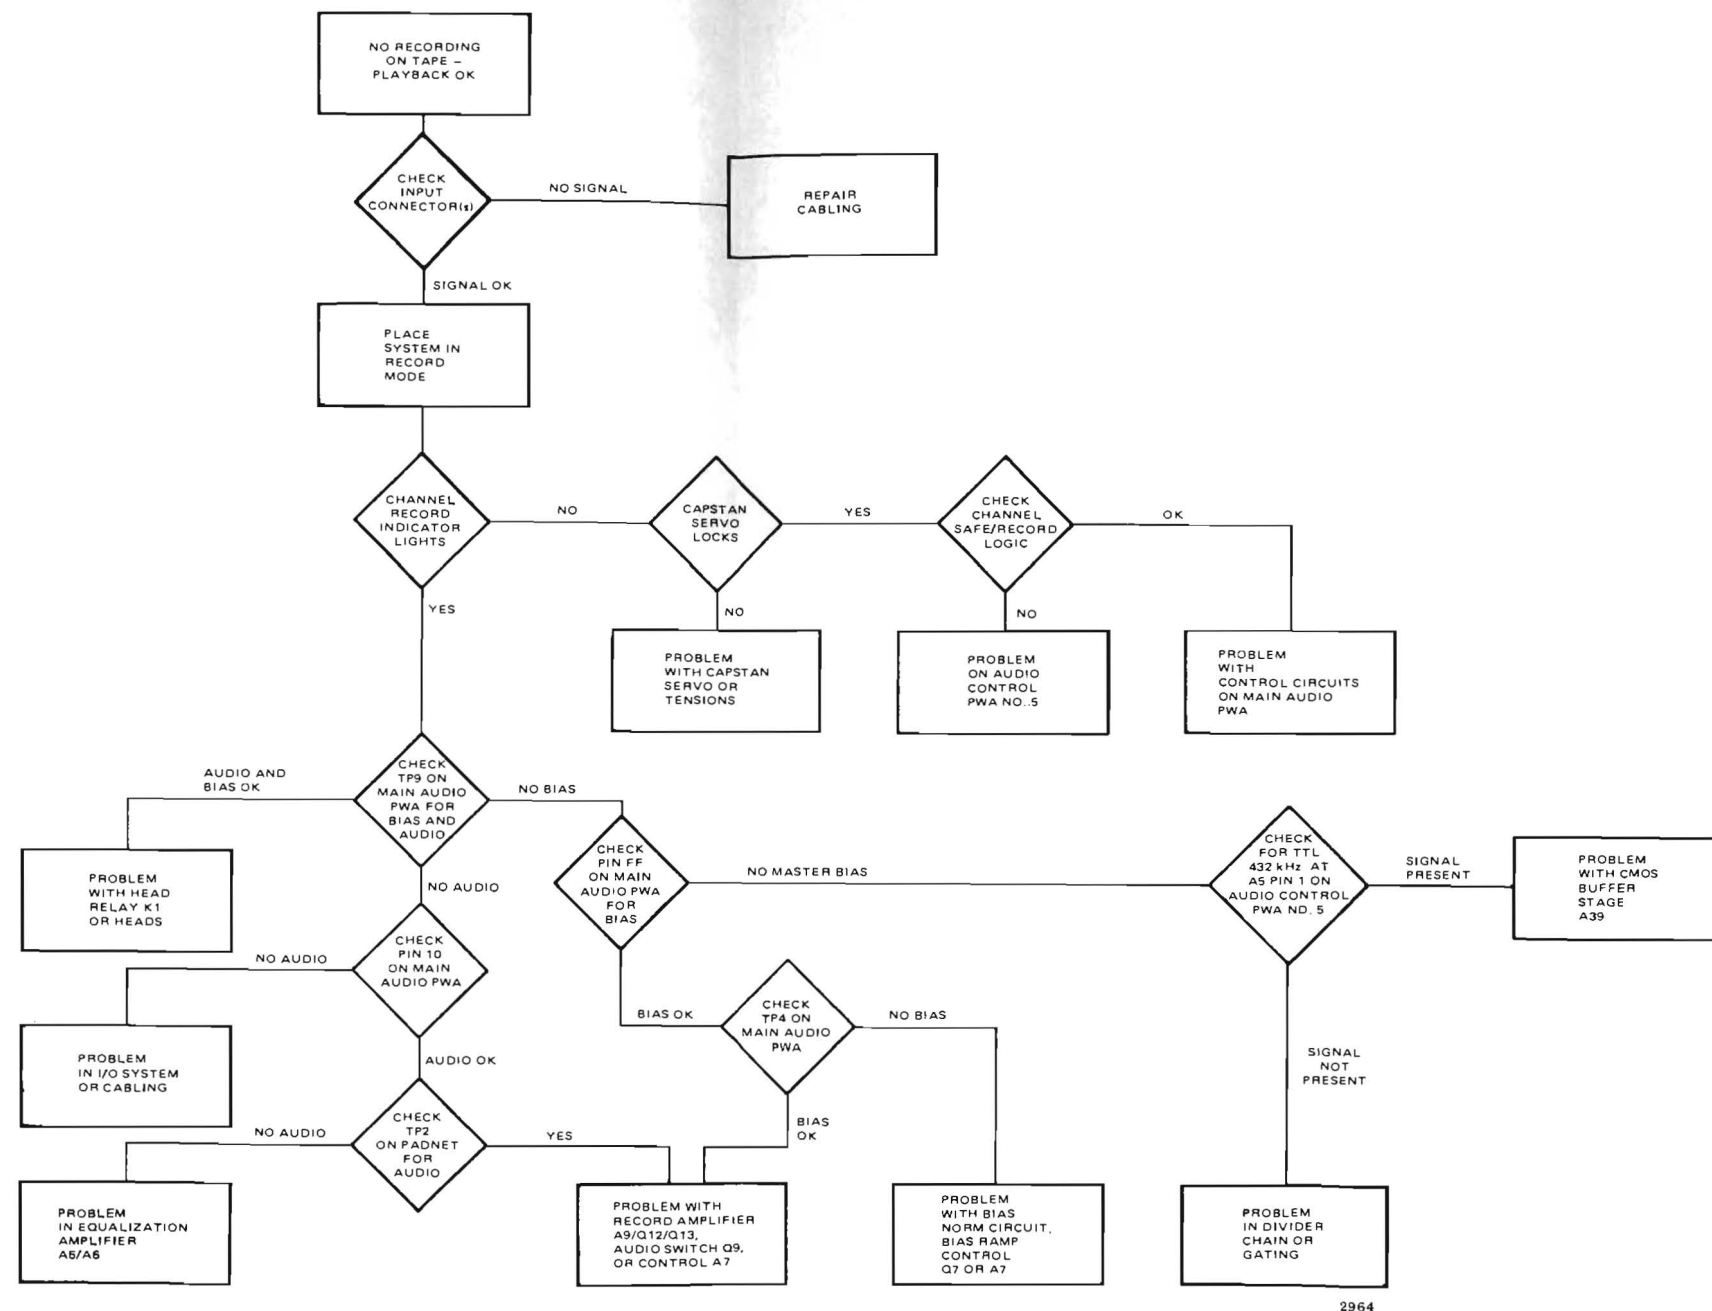 NO RECORDING
ON TAPE –
PLAYBACK OK
CHECK
INPUT
CONNECTOR(s)
NO SIGNAL
REPAIR
CABLING
SIGNAL OK
PLACE
SYSTEM IN
RECORD
MODE
CHANNEL
RECORD
INDICATOR
LIGHTS
NO
CAPSTAN
SERVO
LOCKS
YES
CHECK
CHANNEL
SAFE/RECORD
LOGIC
OK
YES
NO
NO
PROBLEM
WITH CAPSTAN
SERVO OR
TENSIONS
PROBLEM
ON AUDIO
CONTROL
PWA NO..5
PROBLEM
WITH
CONTROL CIRCUITS
ON MAIN AUDIO
PWA
AUDIO AND
BIAS OK
CHECK
TP9 ON
MAIN AUDIO
PWA FOR
BIAS AND
AUDIO
NO BIAS
PROBLEM
WITH HEAD
RELAY K1
OR HEADS
NO AUDIO
CHECK
PIN FF
ON MAIN
AUDIO PWA
FOR
BIAS
NO MASTER BIAS
CHECK
FOR TTL
432 kHz AT
A5 PIN 1 ON
AUDIO CONTROL
PWA NO. 5
SIGNAL
PRESENT
PROBLEM
WITH CMOS
BUFFER
STAGE
A39
NO AUDIO
CHECK
PIN 10
ON MAIN
AUDIO PWA
BIAS OK
CHECK
TP4 ON
MAIN AUDIO
PWA
NO BIAS
PROBLEM
IN I/O SYSTEM
OR CABLING
AUDIO OK
SIGNAL
NOT
PRESENT
NO AUDIO
CHECK
TP2
ON PADNET
FOR
AUDIO
YES
BIAS
OK
PROBLEM
IN EQUALIZATION
AMPLIFIER
A5/A6
PROBLEM WITH
RECORD AMPLIFIER
A9/Q12/Q13,
AUDIO SWITCH Q9,
OR CONTROL A7
PROBLEM
WITH BIAS
NORM CIRCUIT,
BIAS RAMP
CONTROL
Q7 OR A7
PROBLEM
IN DIVIDER
CHAIN OR
GATING
2964